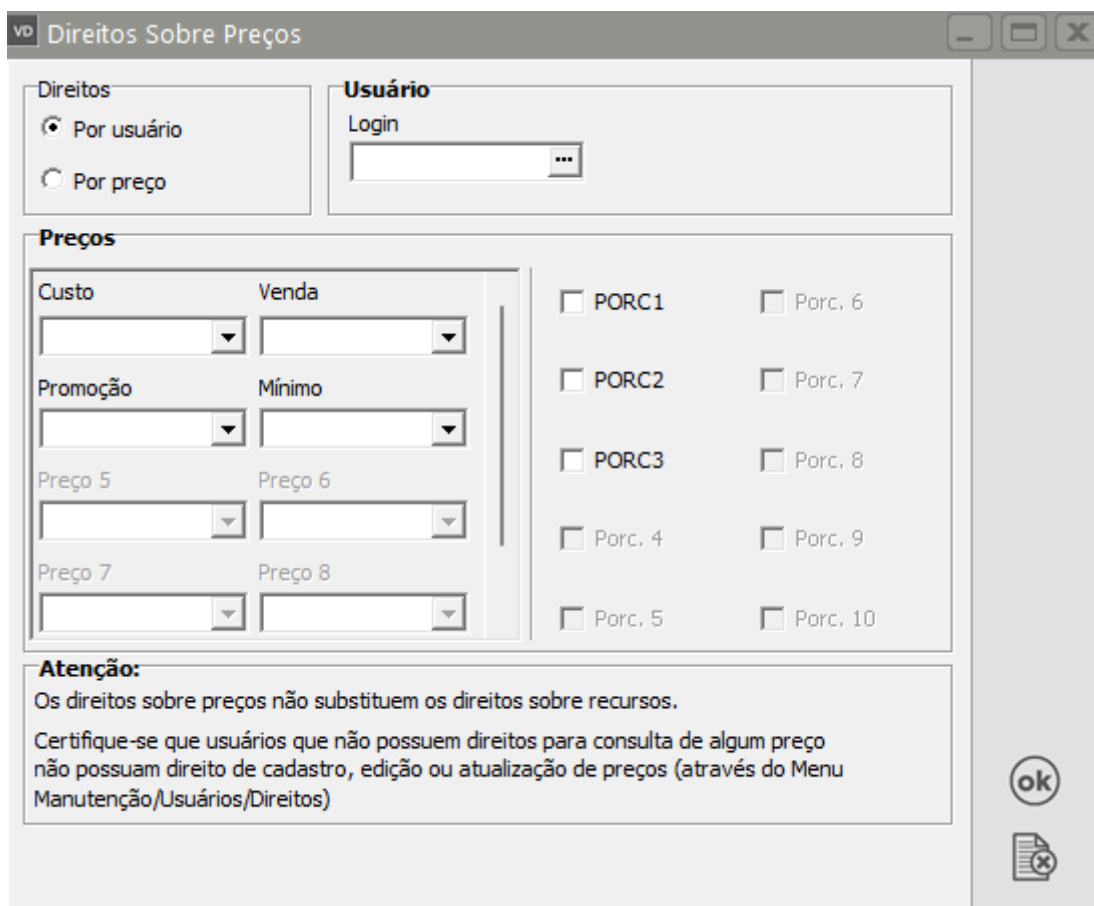 VD Direitos Sobre Preços
Direitos
Por usuário
Por preço
Usuário
Login
...
Preços
Custo Venda
Promoção Mínimo
Preço 5 Preço 6
Preço 7 Preço 8
PORC1 Porc. 6
PORC2 Porc. 7
PORC3 Porc. 8
Porc. 4 Porc. 9
Porc. 5 Porc. 10
Atenção:
Os direitos sobre preços não substituem os direitos sobre recursos.
Certifique-se que usuários que não possuem direitos para consulta de algum preço
não possuam direito de cadastro, edição ou atualização de preços (através do Menu
Manutenção/Usuários/Direitos)
ok